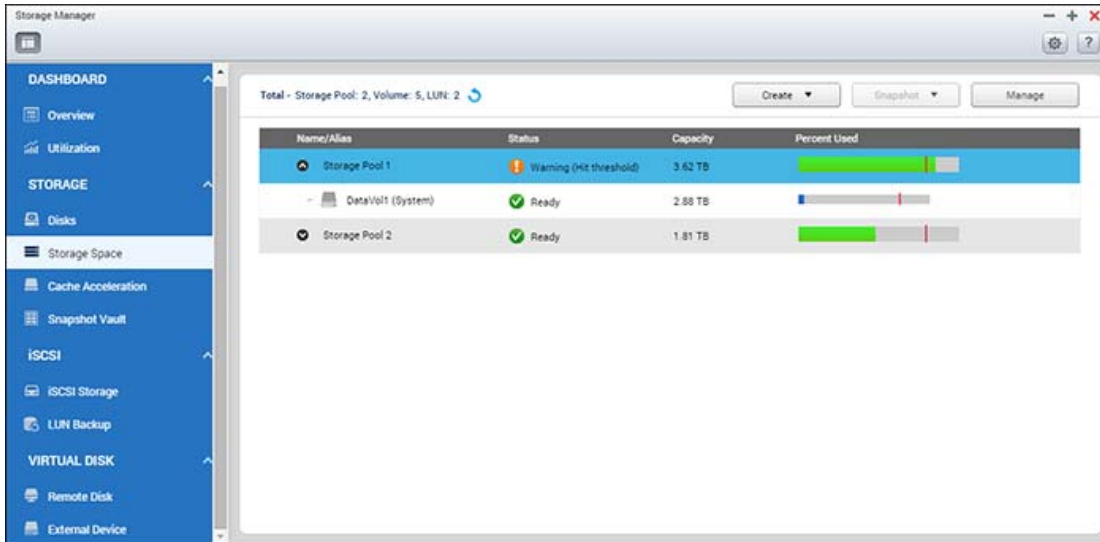 Storage Manager
DASHBOARD
Overview
Utilization
STORAGE
Disks
Storage Space
Cache Acceleration
Snapshot Vault
iSCSI
iSCSI Storage
LUN Backup
VIRTUAL DISK
Remote Disk
External Device
Total - Storage Pool: 2, Volume: 5, LUN: 2
Create Snapshot Manage
Name/Alias Status Capacity Percent Used
Storage Pool 1 Warning (Hit threshold) 3.62 TB
DataVol1 (System) Ready 2.88 TB
Storage Pool 2 Ready 1.81 TB